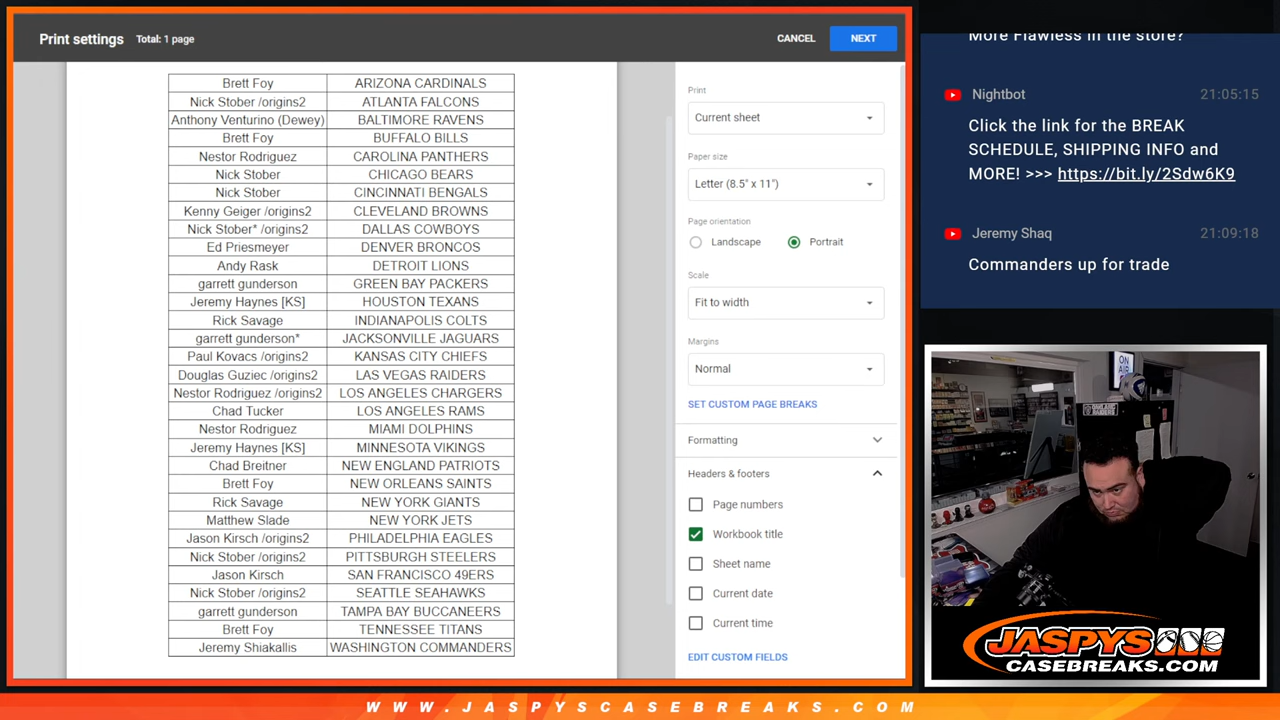 Print settings Total: 1 page
CANCEL NEXT
Brett Foy ARIZONA CARDINALS
Nick Stober /origins2 ATLANTA FALCONS
Anthony Venturino (Dewey) BALTIMORE RAVENS
Brett Foy BUFFALO BILLS
Nestor Rodriguez CAROLINA PANTHERS
Nick Stober CHICAGO BEARS
Nick Stober CINCINNATI BENGALS
Kenny Geiger /origins2 CLEVELAND BROWNS
Nick Stober* /origins2 DALLAS COWBOYS
Ed Priesmeyer DENVER BRONCOS
Andy Rask DETROIT LIONS
garrett gunderson GREEN BAY PACKERS
Jeremy Haynes [KS] HOUSTON TEXANS
Rick Savage INDIANAPOLIS COLTS
garrett gunderson* JACKSONVILLE JAGUARS
Paul Kovacs /origins2 KANSAS CITY CHIEFS
Douglas Guziec /origins2 LAS VEGAS RAIDERS
Nestor Rodriguez /origins2 LOS ANGELES CHARGERS
Chad Tucker LOS ANGELES RAMS
Nestor Rodriguez MIAMI DOLPHINS
Jeremy Haynes [KS] MINNESOTA VIKINGS
Chad Breitner NEW ENGLAND PATRIOTS
Brett Foy NEW ORLEANS SAINTS
Rick Savage NEW YORK GIANTS
Matthew Slade NEW YORK JETS
Jason Kirsch /origins2 PHILADELPHIA EAGLES
Nick Stober /origins2 PITTSBURGH STEELERS
Jason Kirsch SAN FRANCISCO 49ERS
Nick Stober /origins2 SEATTLE SEAHAWKS
garrett gunderson TAMPA BAY BUCCANEERS
Brett Foy TENNESSEE TITANS
Jeremy Shiakallis WASHINGTON COMMANDERS
Print
Current sheet
Paper size
Letter (8.5" x 11")
Page orientation
Landscape Portrait
Scale
Fit to width
Margins
Normal
SET CUSTOM PAGE BREAKS
Formatting
Headers & footers
Page numbers
Workbook title
Sheet name
Current date
Current time
EDIT CUSTOM FIELDS
More Flawless in the store?
Nightbot 21:05:15
Click the link for the BREAK
SCHEDULE, SHIPPING INFO and
MORE! >>> https://bit.ly/2Sdw6K9
Jeremy Shaq 21:09:18
Commanders up for trade
ON
AIR
JASPYS
CASEBREAKS.COM
WWW.JASPYSCASEBREAKS.COM